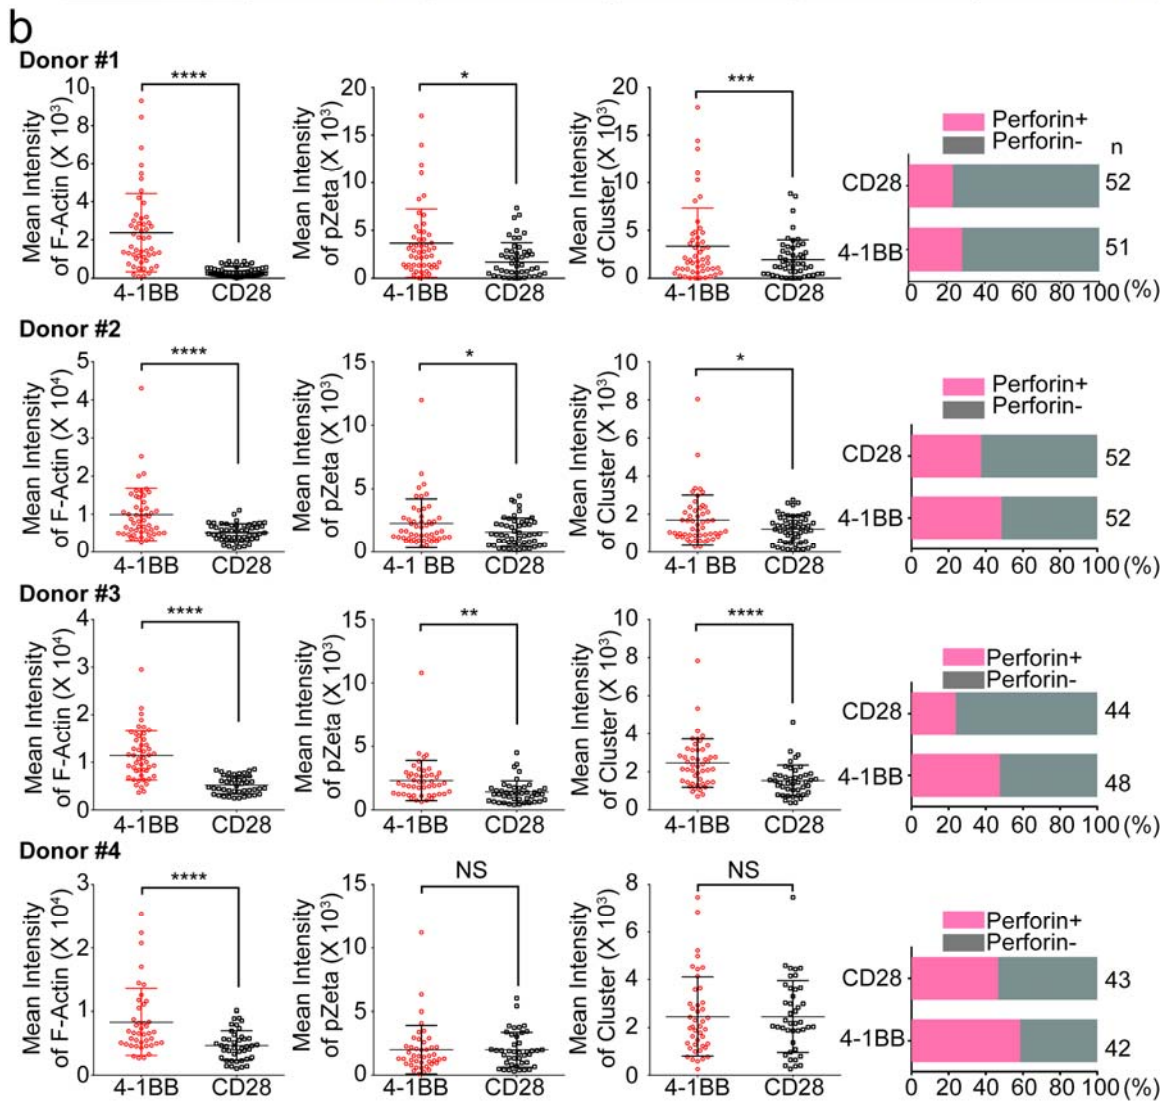 b
Donor #1
Mean Intensity
of F-Actin (X 10³)
10
8
6
4
2
0
****
4-1BB CD28
Mean Intensity
of pZeta (X 10³)
20
15
10
5
0
*
4-1BB CD28
Mean Intensity
of Cluster (X 10³)
20
15
10
5
0
***
4-1BB CD28
Perforin+
Perforin-
n
CD28 52
4-1BB 51
0 20 40 60 80 100 (%)
Donor #2
Mean Intensity
of F-Actin (X 10⁴)
5
4
3
2
1
0
****
4-1BB CD28
Mean Intensity
of pZeta (X 10³)
15
10
5
0
*
4-1 BB CD28
Mean Intensity
of Cluster (X 10³)
10
8
6
4
2
0
*
4-1 BB CD28
Perforin+
Perforin-
CD28 52
4-1BB 52
0 20 40 60 80 100 (%)
Donor #3
Mean Intensity
of F-Actin (X 10⁴)
4
3
2
1
0
****
4-1BB CD28
Mean Intensity
of pZeta (X 10³)
15
10
5
0
**
4-1BB CD28
Mean Intensity
of Cluster (X 10³)
10
8
6
4
2
0
****
4-1BB CD28
Perforin+
Perforin-
CD28 44
4-1BB 48
0 20 40 60 80 100 (%)
Donor #4
Mean Intensity
of F-Actin (X 10⁴)
3
2
1
0
****
4-1BB CD28
Mean Intensity
of pZeta (X 10³)
15
10
5
0
NS
4-1BB CD28
Mean Intensity
of Cluster (X 10³)
8
6
4
2
0
NS
4-1BB CD28
Perforin+
Perforin-
CD28 43
4-1BB 42
0 20 40 60 80 100 (%)